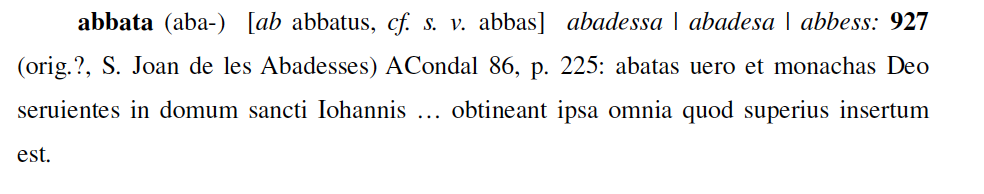 abbata (aba-) [ab abbatus, cf. s. v. abbas] abadessa | abadesa | abbess: 927
(orig.?, S. Joan de les Abadesses) ACondal 86, p. 225: abatas uero et monachas Deo
seruientes in domum sancti Iohannis … obtineant ipsa omnia quod superius insertum
est.